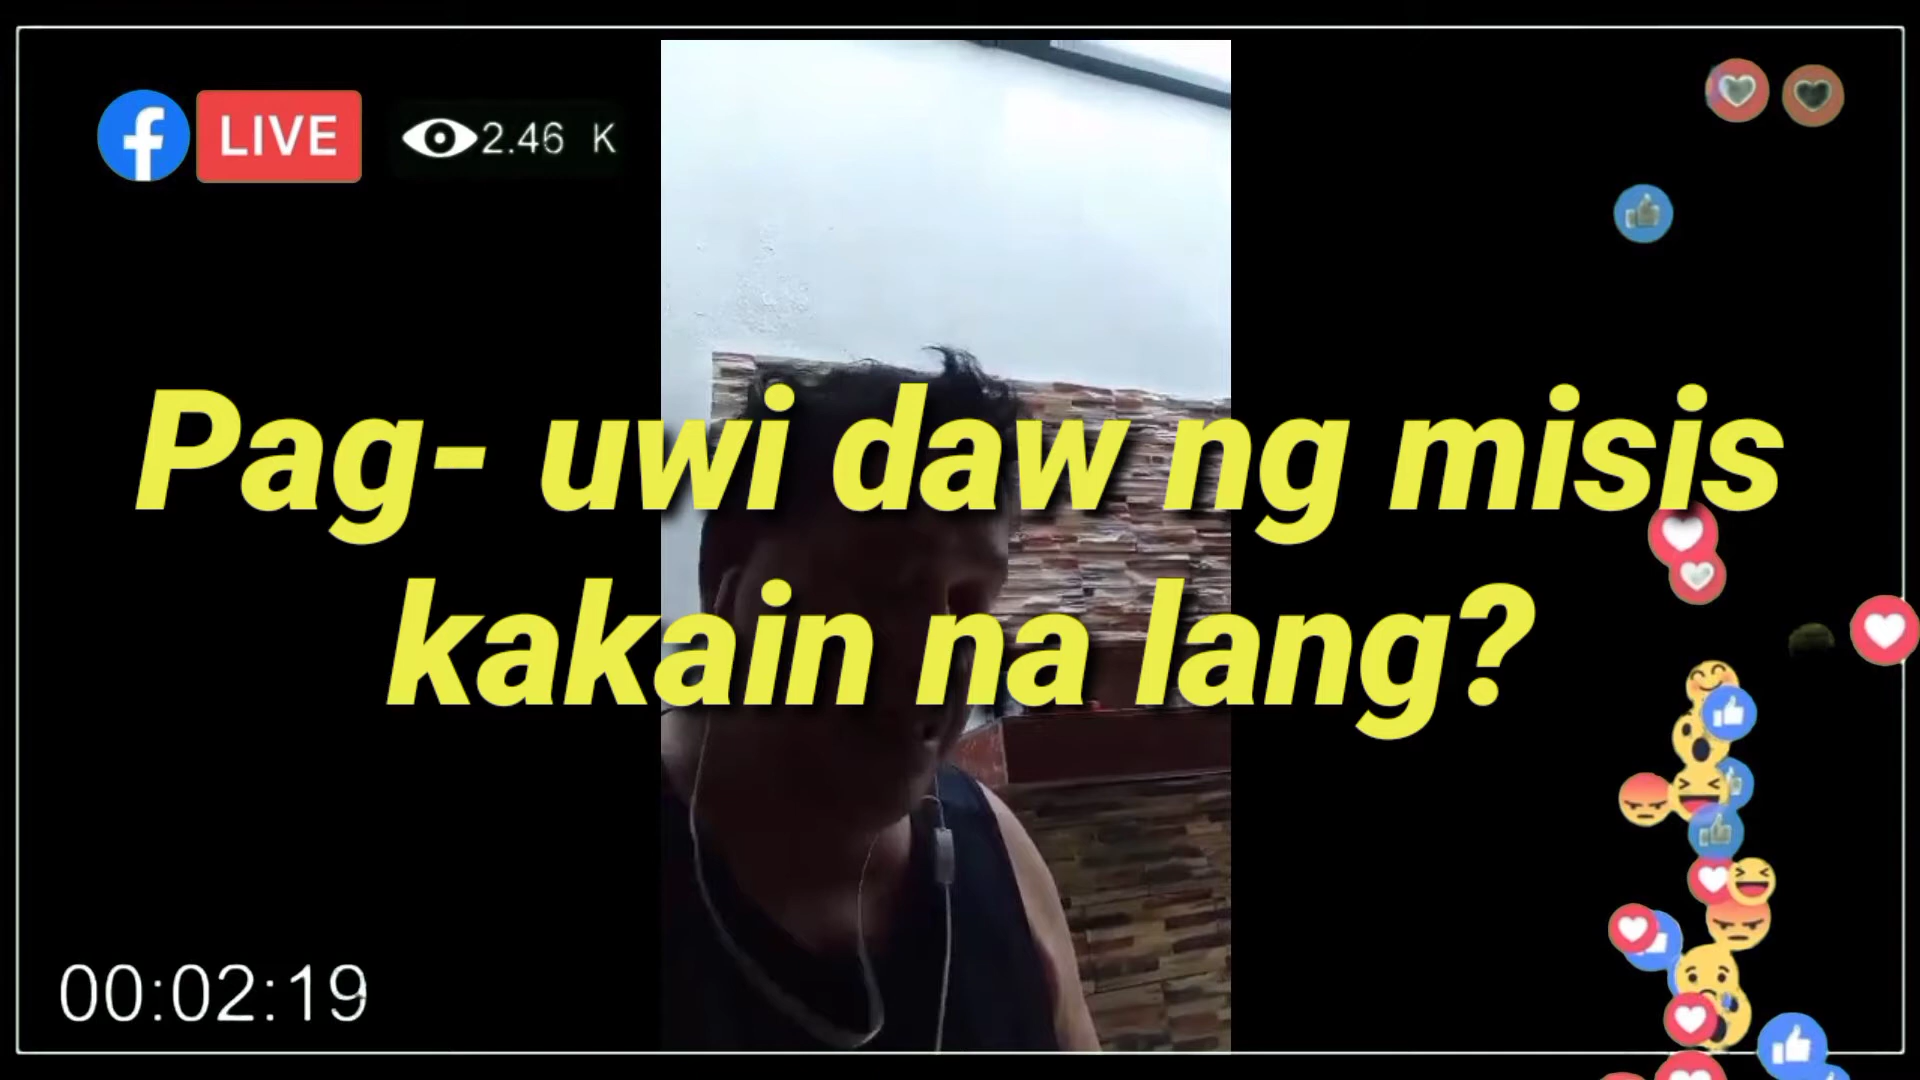 LIVE
2.46 K
Pag- uwi daw ng misis
kakain na lang?
00:02:19